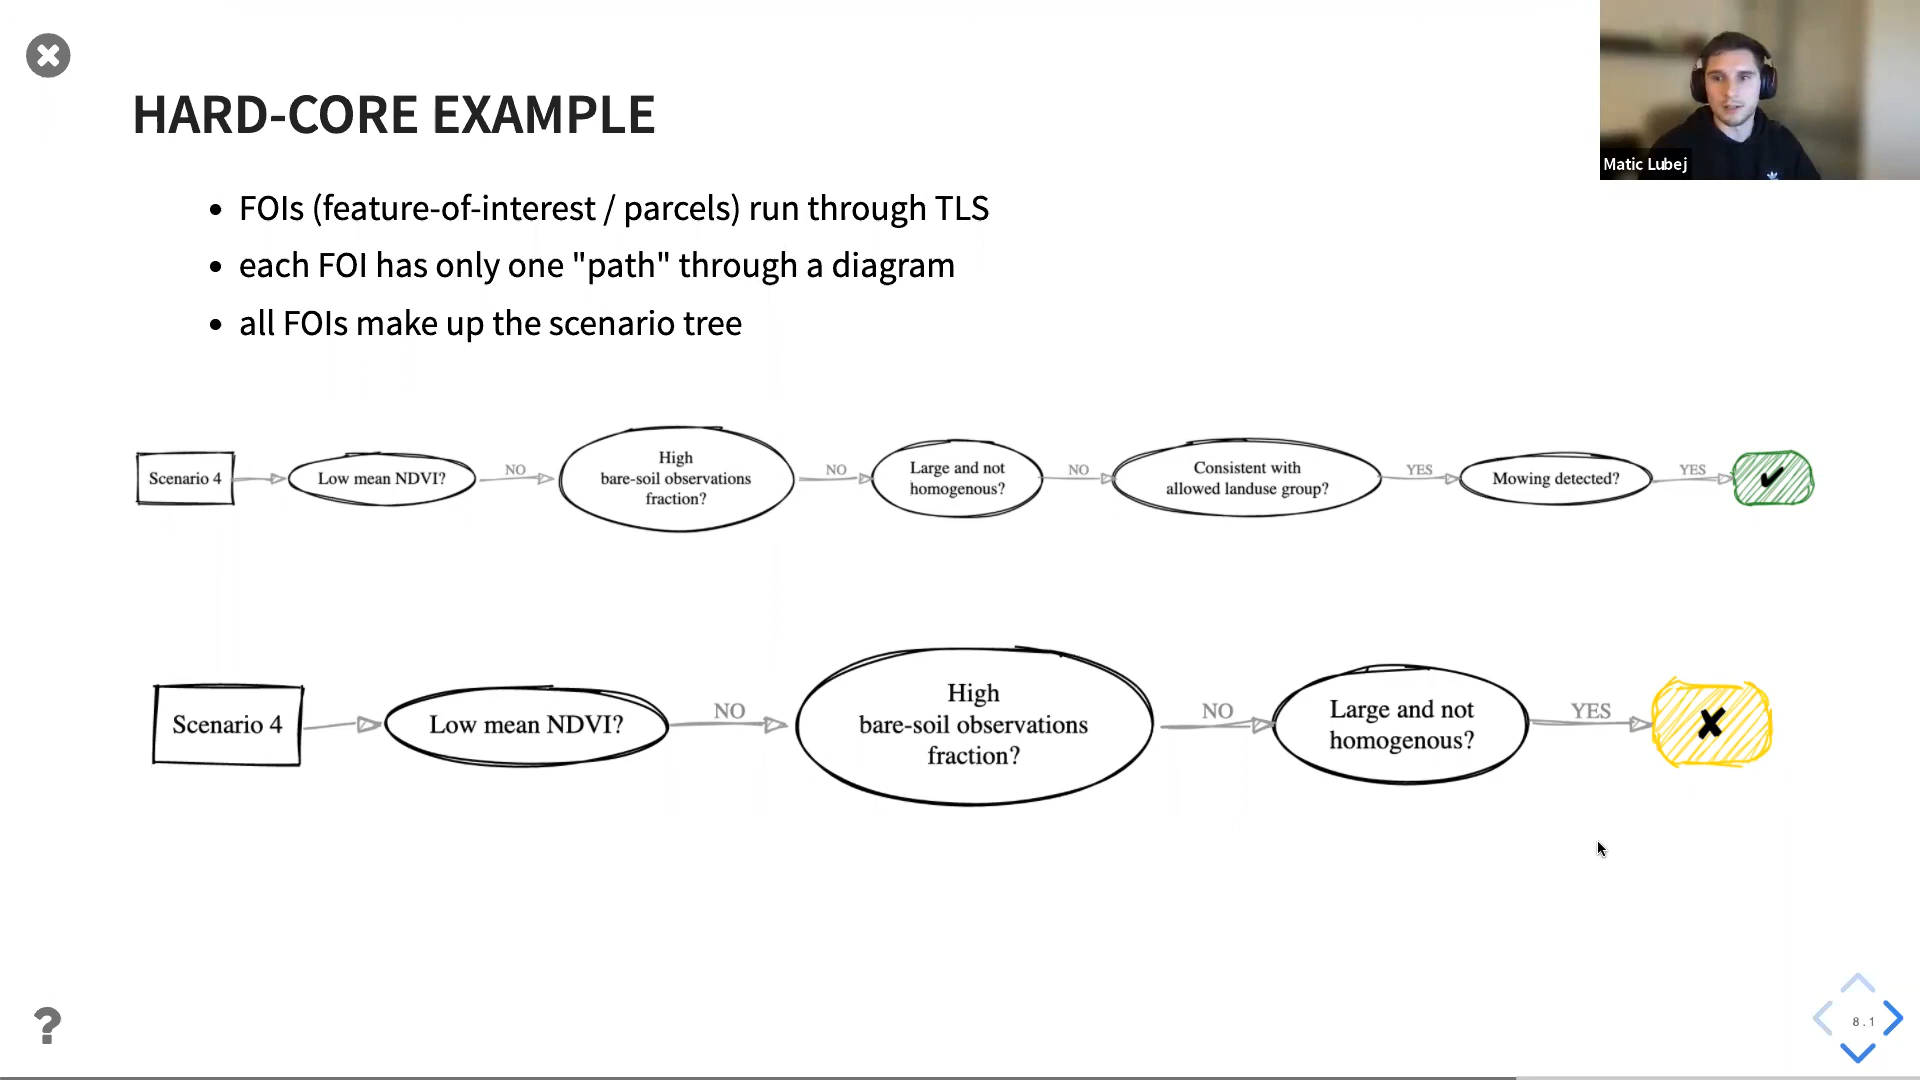 HARD-CORE EXAMPLE
Matic Lubej
• FOIs (feature-of-interest / parcels) run through TLS
• each FOI has only one "path" through a diagram
• all FOIs make up the scenario tree
Scenario 4
Low mean NDVI?
NO
High
bare-soil observations
fraction?
NO
Large and not
homogenous?
NO
Consistent with
allowed landuse group?
YES
Mowing detected?
YES
Scenario 4
Low mean NDVI?
NO
High
bare-soil observations
fraction?
NO
Large and not
homogenous?
YES
?
8.1